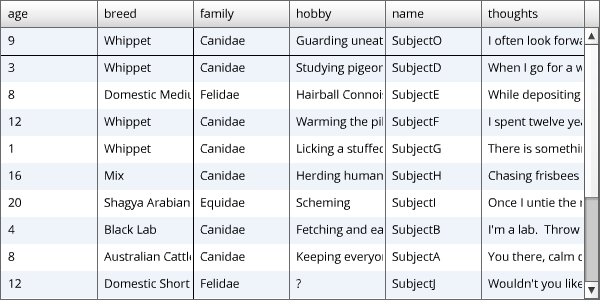 age breed family hobby name thoughts
9 Whippet Canidae Guarding uneat SubjectO I often look forwa
3 Whippet Canidae Studying pigeor SubjectD When I go for a w
8 Domestic Mediu Felidae Hairball Connoi SubjectE While depositing
12 Whippet Canidae Warming the pil SubjectF I spent twelve yea
1 Whippet Canidae Licking a stuffed SubjectG There is somethi
16 Mix Canidae Herding human SubjectH Chasing frisbees
20 Shagya Arabian Equidae Scheming SubjectI Once I untie the r
4 Black Lab Canidae Fetching and ea SubjectB I'm a lab. Throw
8 Australian Cattl Canidae Keeping everyo SubjectA You there, calm d
12 Domestic Short Felidae ? SubjectJ Wouldn't you like